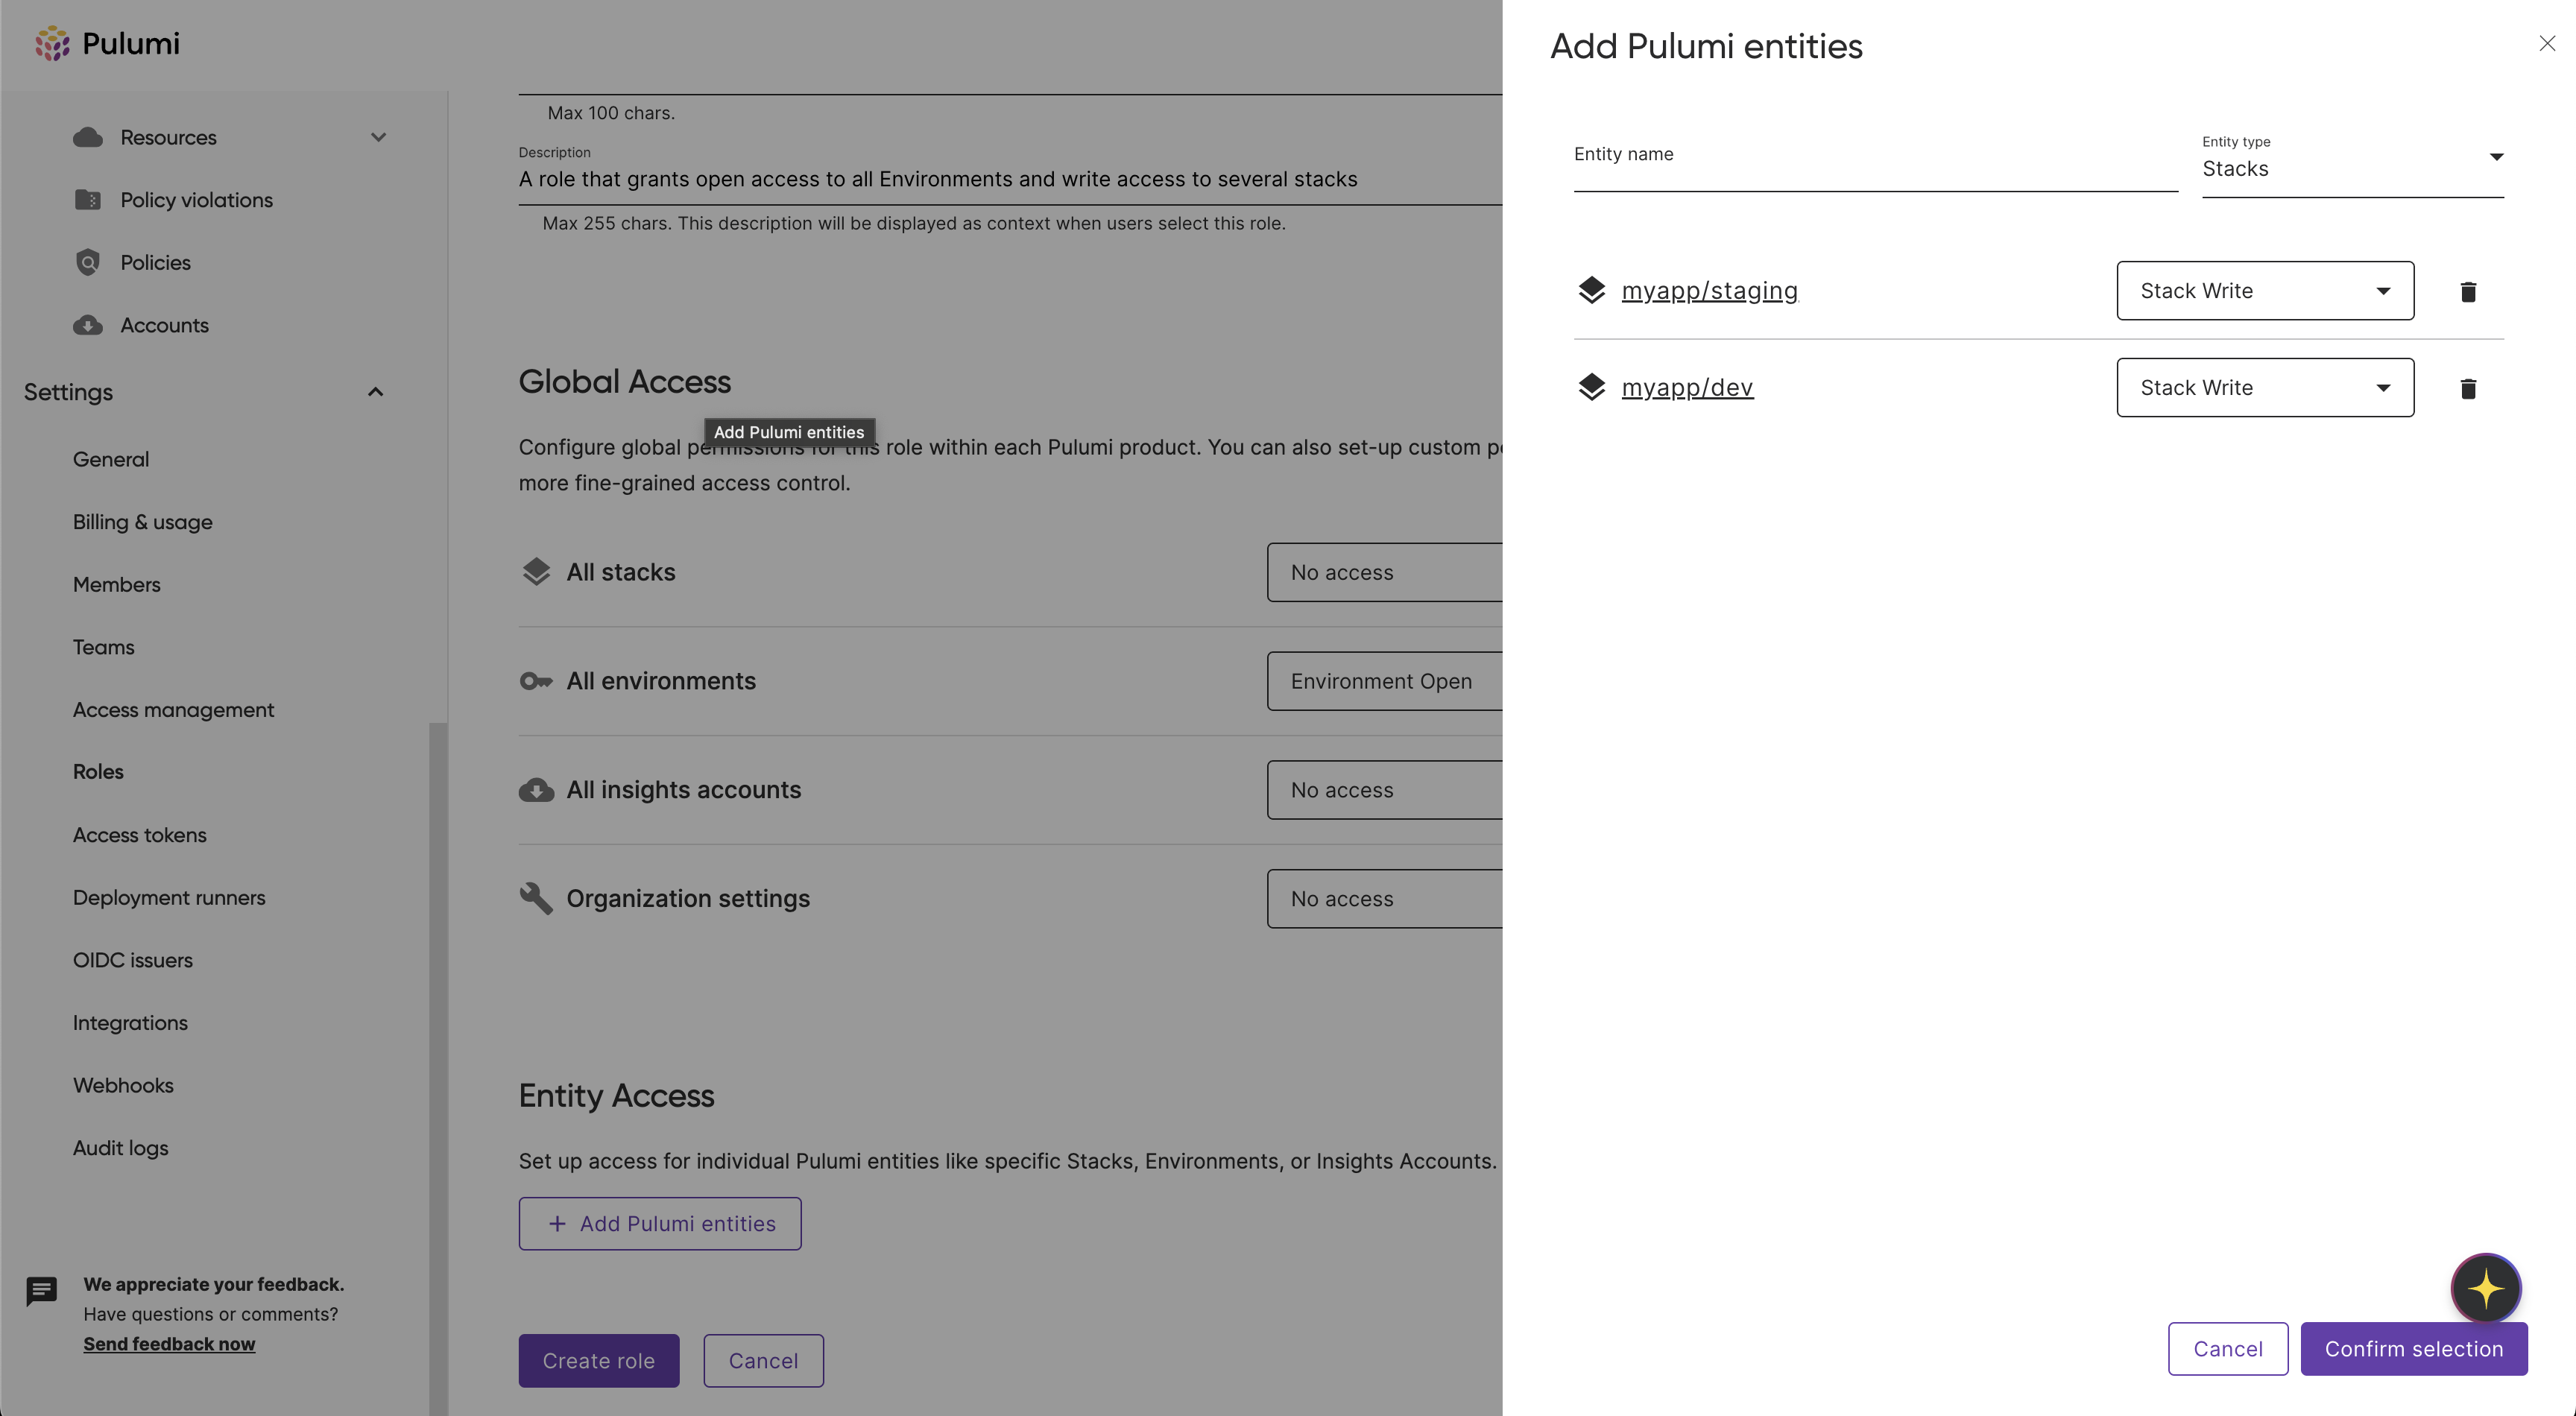 Pulumi
Resources
Policy violations
Policies
Accounts
Settings
General
Billing & usage
Members
Teams
Access management
Roles
Access tokens
Deployment runners
OIDC issuers
Integrations
Webhooks
Audit logs
We appreciate your feedback.
Have questions or comments?
Send feedback now
Max 100 chars.
Description
A role that grants open access to all Environments and write access to several stacks
Max 255 chars. This description will be displayed as context when users select this role.
Global Access
Add Pulumi entities
Configure global permissions for this role within each Pulumi product. You can also set-up custom
more fine-grained access control.
All stacks
No access
All environments
Environment Open
All insights accounts
No access
Organization settings
No access
Entity Access
Set up access for individual Pulumi entities like specific Stacks, Environments, or Insights Accounts.
+ Add Pulumi entities
Create role
Cancel
Add Pulumi entities
Entity name
Entity type
Stacks
myapp/staging
Stack Write
myapp/dev
Stack Write
Cancel
Confirm selection